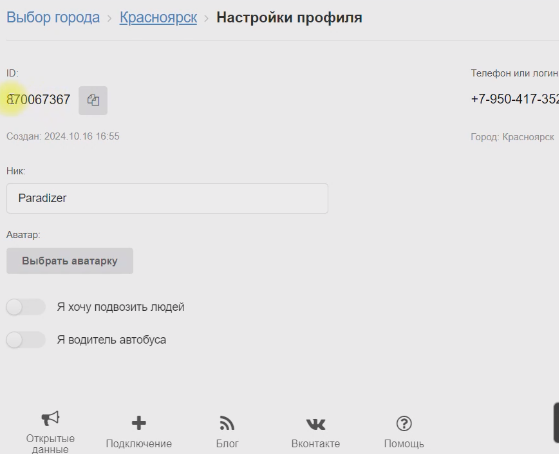 Выбор города › Красноярск › Настройки профиля
ID:
870067367
Создан: 2024.10.16 16:55
Ник:
Paradizer
Аватар:
Выбрать аватарку
Я хочу подвозить людей
Я водитель автобуса
Телефон или логин
+7-950-417-352
Город: Красноярск
Открытые
данные
Подключение
Блог
Вконтакте
Помощь